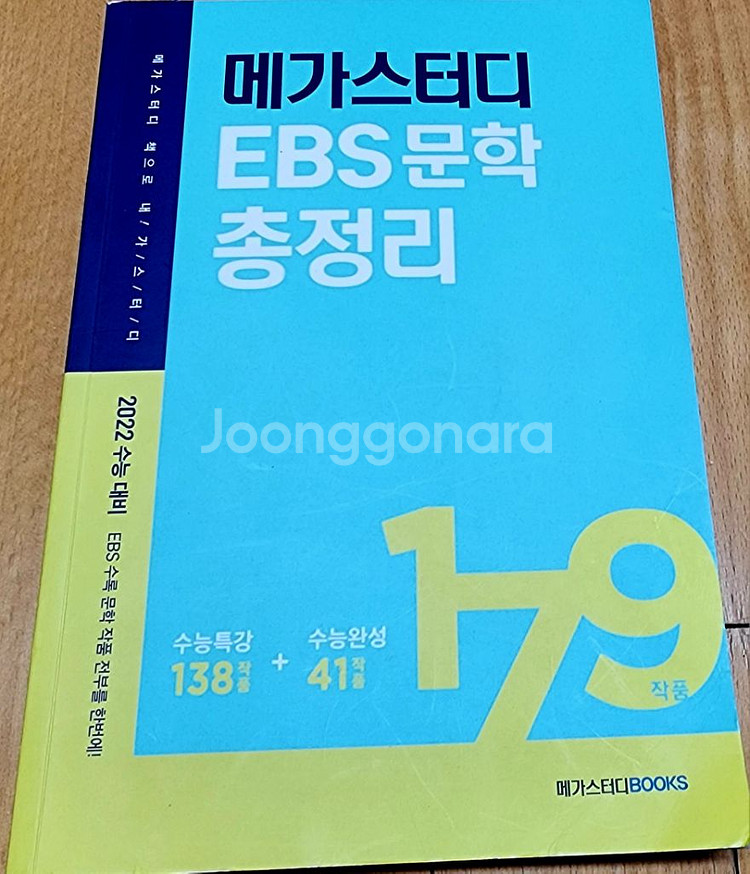 메가스터디
EBS 문학
총정리
메가스터디 책으로 내/가/스/터/디
2022 수능 대비 EBS 수록 문학 작품 전부를 한번에!
Joonggonara
수능특강
138작품
+
수능완성
41작품
179
작품
메가스터디BOOKS